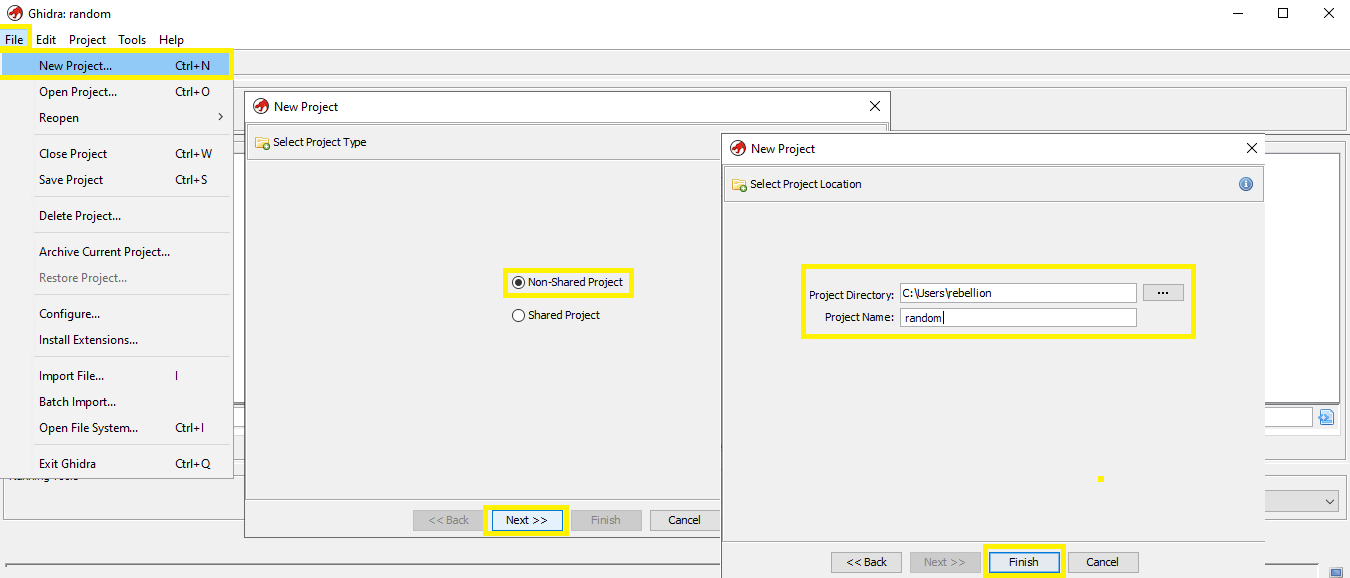 Ghidra: random
File Edit Project Tools Help
New Project... Ctrl+N
Open Project... Ctrl+O
Reopen
Close Project Ctrl+W
Save Project Ctrl+S
Delete Project...
Archive Current Project...
Restore Project...
Configure...
Install Extensions...
Import File... I
Batch Import...
Open File System... Ctrl+I
Exit Ghidra Ctrl+Q
Running Tools
New Project
Select Project Type
Non-Shared Project
Shared Project
<< Back Next >> Finish Cancel
New Project
Select Project Location
Project Directory: C:\Users\rebellion ...
Project Name: random
<< Back Next >> Finish Cancel